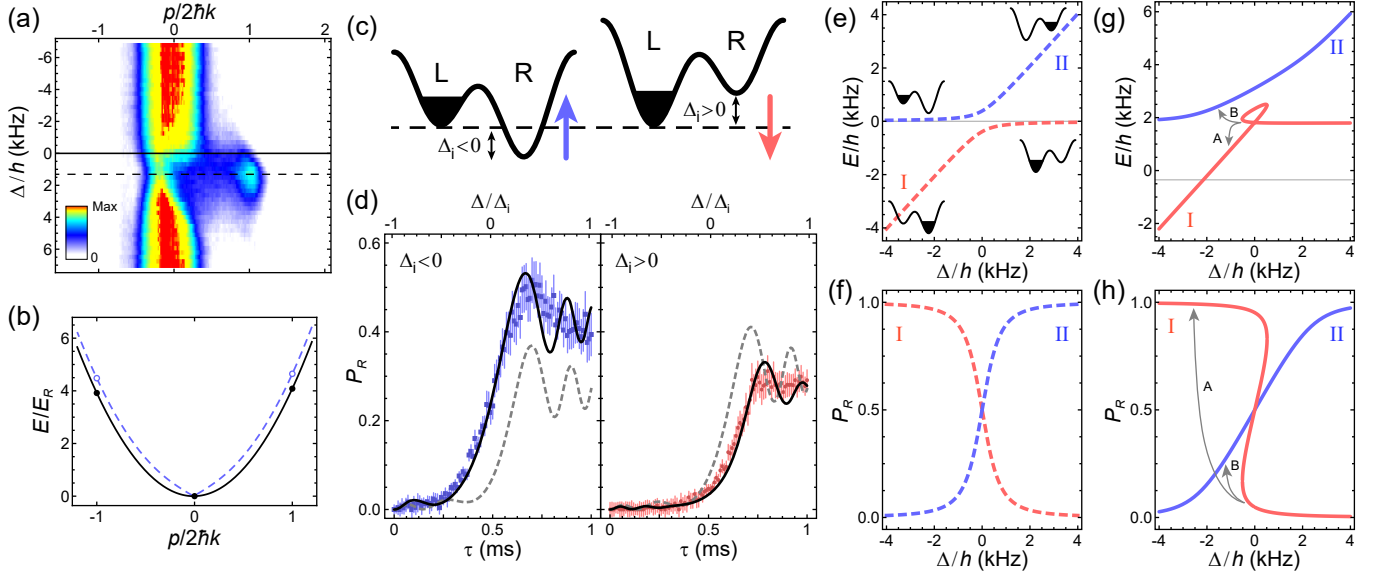 (a)
p/2ħk
-1 0 1 2
Δ/h (kHz)
-6
-4
-2
0
2
4
6
Max
0
(b)
E/E_R
6
4
2
0
-1 0 1
p/2ħk
(c)
L R
Δ_i<0
L R
Δ_i>0
(d)
Δ/Δ_i Δ/Δ_i
-1 0 -1 0 1
Δ_i<0 Δ_i>0
P_R
0.6
0.4
0.2
0.0
0 0.5 0 0.5 1
τ (ms) τ (ms)
(e)
E/h (kHz)
4
2
0
-2
-4
II
I
-4 -2 0 2 4
Δ/h (kHz)
(f)
P_R
1.0
0.5
0.0
I II
-4 -2 0 2 4
Δ/h (kHz)
(g)
E/h (kHz)
6
4
2
0
-2
II
B
A
I
-4 -2 0 2 4
Δ/h (kHz)
(h)
P_R
1.0
0.5
0.0
I II
A
B
-4 -2 0 2 4
Δ/h (kHz)